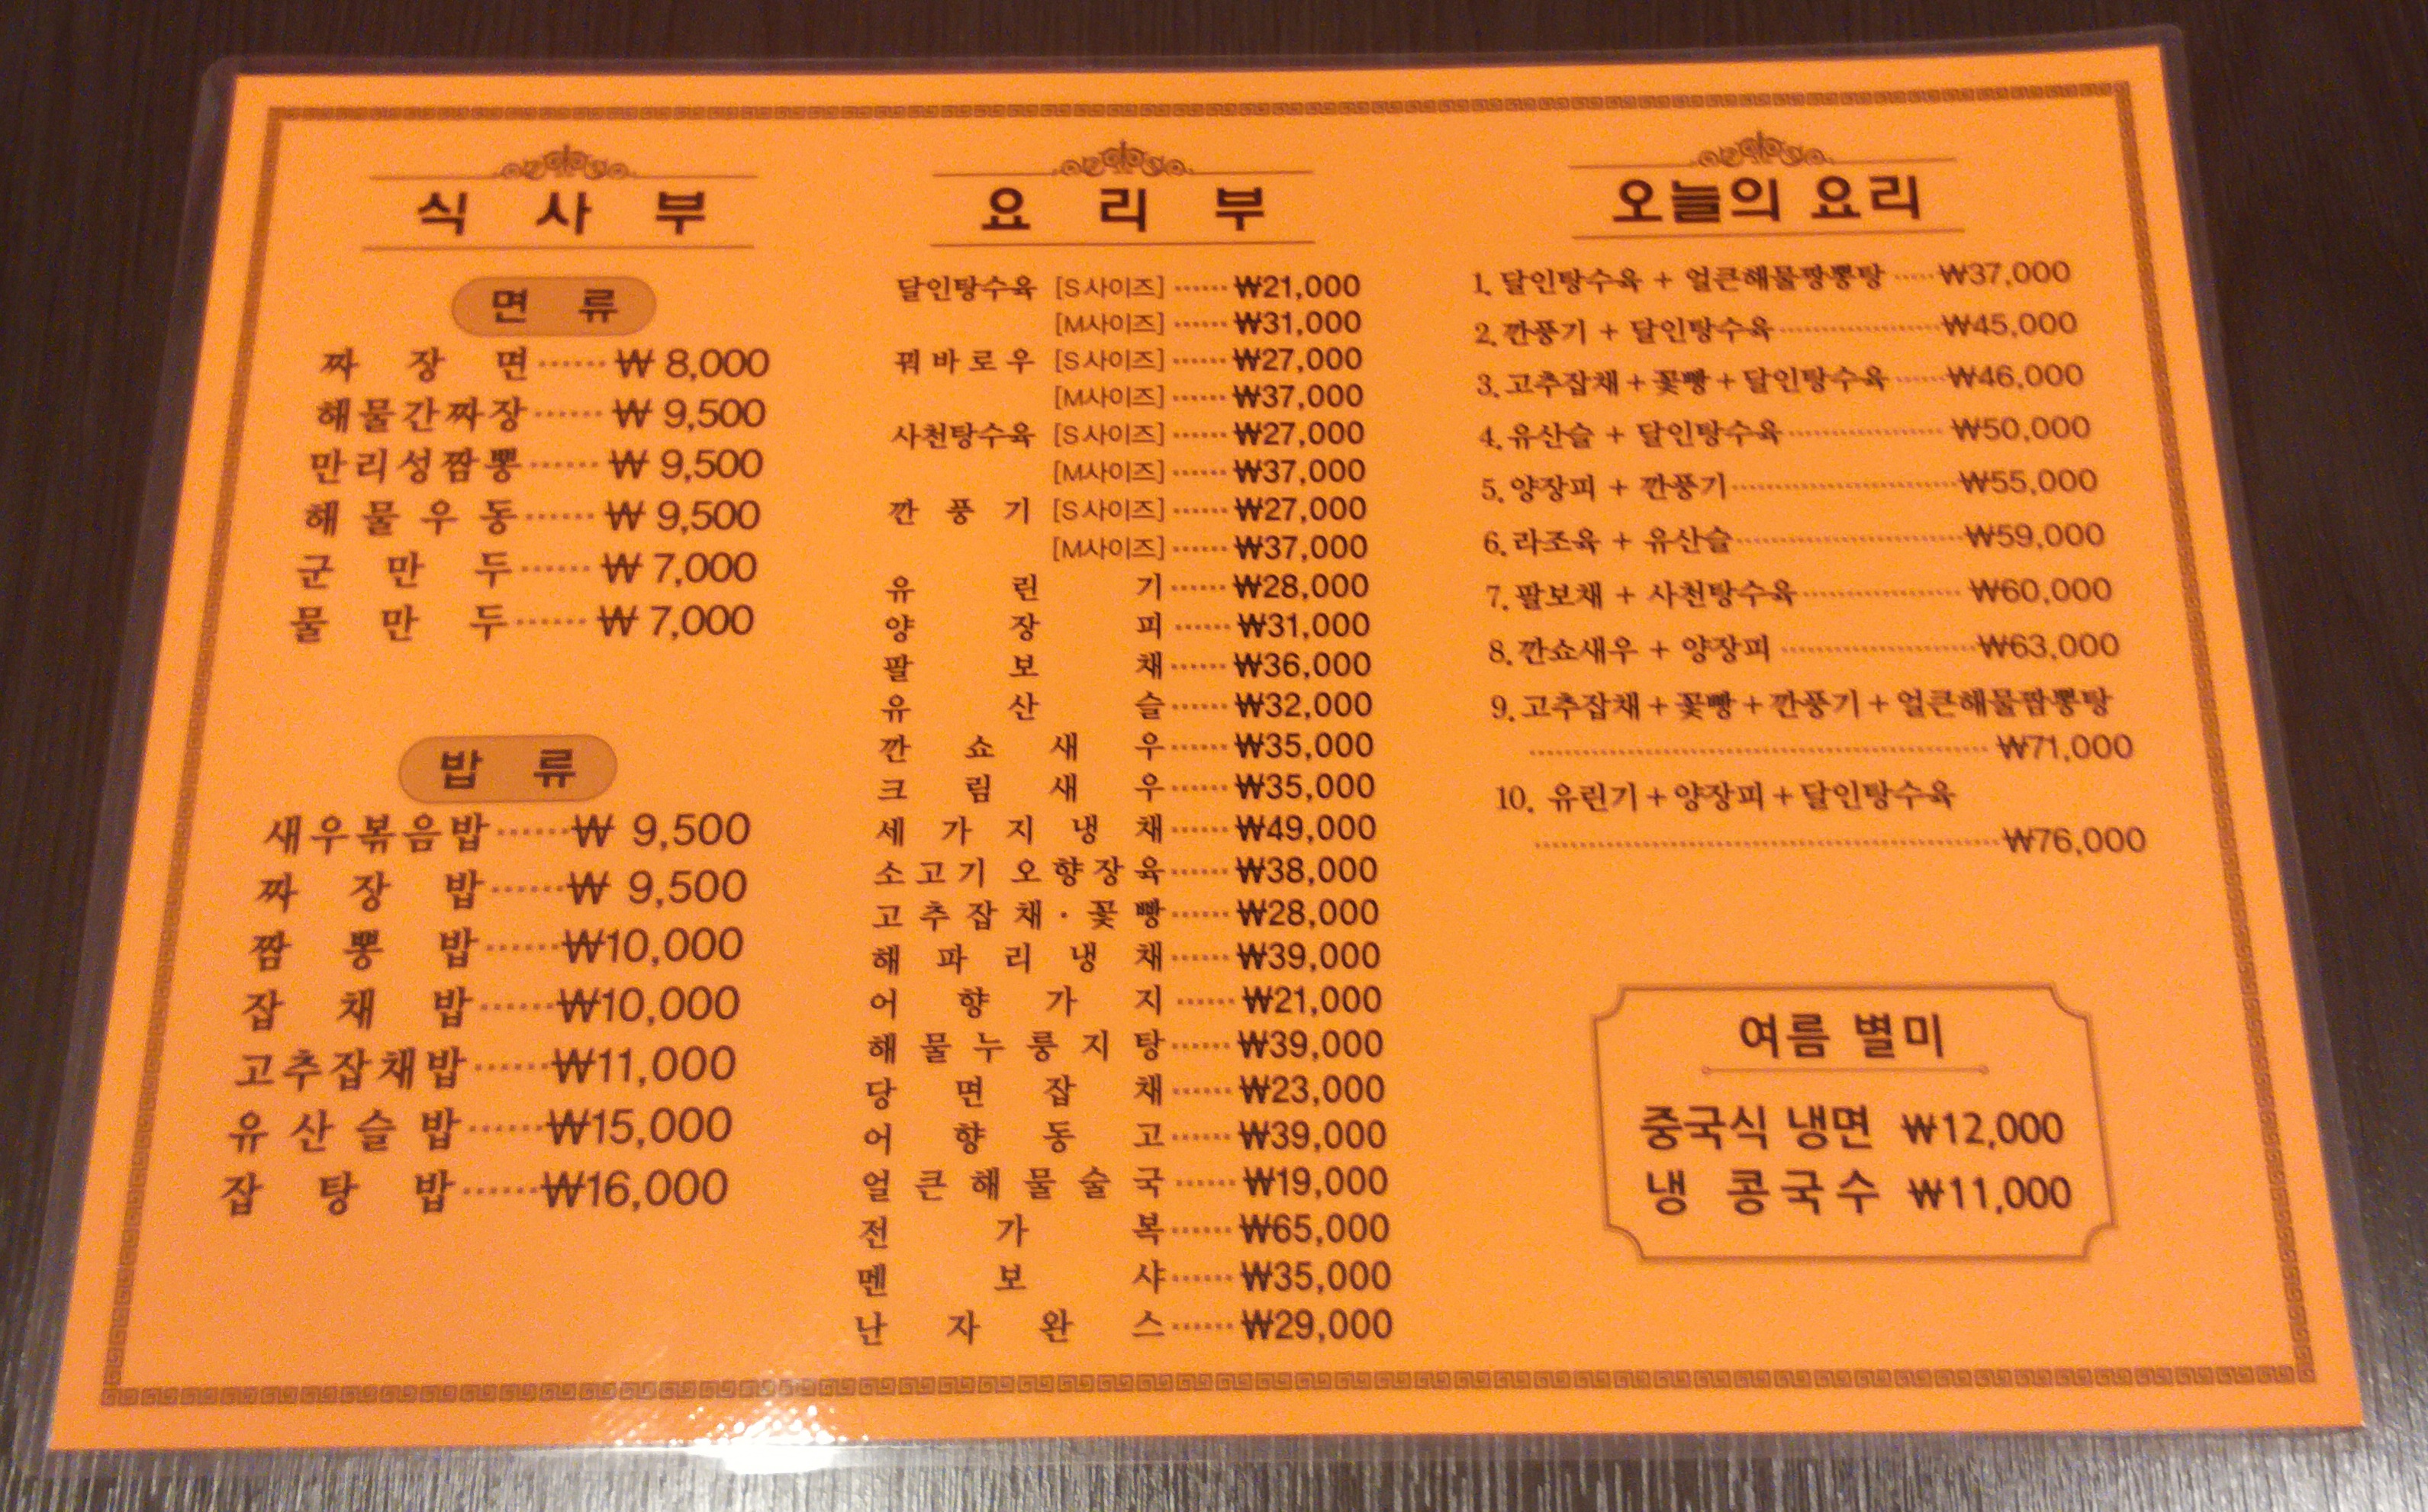 식 사 부
면 류
짜 장 면 ······ ₩ 8,000
해물간짜장 ······ ₩ 9,500
만리성짬뽕 ······ ₩ 9,500
해 물 우 동 ······ ₩ 9,500
군 만 두 ······ ₩ 7,000
물 만 두 ······ ₩ 7,000
밥 류
새우볶음밥 ······ ₩ 9,500
짜 장 밥 ······ ₩ 9,500
짬 뽕 밥 ······ ₩10,000
잡 채 밥 ······ ₩10,000
고추잡채밥 ······ ₩11,000
유 산 슬 밥 ······ ₩15,000
잡 탕 밥 ······ ₩16,000
요 리 부
달인탕수육 [S사이즈] ······ ₩21,000
[M사이즈] ······ ₩31,000
꿔 바 로 우 [S사이즈] ······ ₩27,000
[M사이즈] ······ ₩37,000
사천탕수육 [S사이즈] ······ ₩27,000
[M사이즈] ······ ₩37,000
깐 풍 기 [S사이즈] ······ ₩27,000
[M사이즈] ······ ₩37,000
유 린 기 ······ ₩28,000
양 장 피 ······ ₩31,000
팔 보 채 ······ ₩36,000
유 산 슬 ······ ₩32,000
깐 쇼 새 우 ······ ₩35,000
크 림 새 우 ······ ₩35,000
세 가 지 냉 채 ······ ₩49,000
소고기 오향장육 ······ ₩38,000
고 추 잡 채 · 꽃 빵 ······ ₩28,000
해 파 리 냉 채 ······ ₩39,000
어 향 가 지 ······ ₩21,000
해 물 누 룽 지 탕 ······ ₩39,000
당 면 잡 채 ······ ₩23,000
어 향 동 고 ······ ₩39,000
얼 큰 해 물 술 국 ······ ₩19,000
전 가 복 ······ ₩65,000
멘 보 샤 ······ ₩35,000
난 자 완 스 ······ ₩29,000
오늘의 요리
1. 달인탕수육 + 얼큰해물짱뽕탕 ····· ₩37,000
2. 깐풍기 + 달인탕수육 ····· ₩45,000
3. 고추잡채 + 꽃빵 + 달인탕수육 ····· ₩46,000
4. 유산슬 + 달인탕수육 ····· ₩50,000
5. 양장피 + 깐풍기 ····· ₩55,000
6. 라조육 + 유산슬 ····· ₩59,000
7. 팔보채 + 사천탕수육 ····· ₩60,000
8. 깐쇼새우 + 양장피 ····· ₩63,000
9. 고추잡채 + 꽃빵 + 깐풍기 + 얼큰해물짬뽕탕
····· ₩71,000
10. 유린기 + 양장피 + 달인탕수육
····· ₩76,000
여름 별미
중국식 냉면 ₩12,000
냉 콩국수 ₩11,000